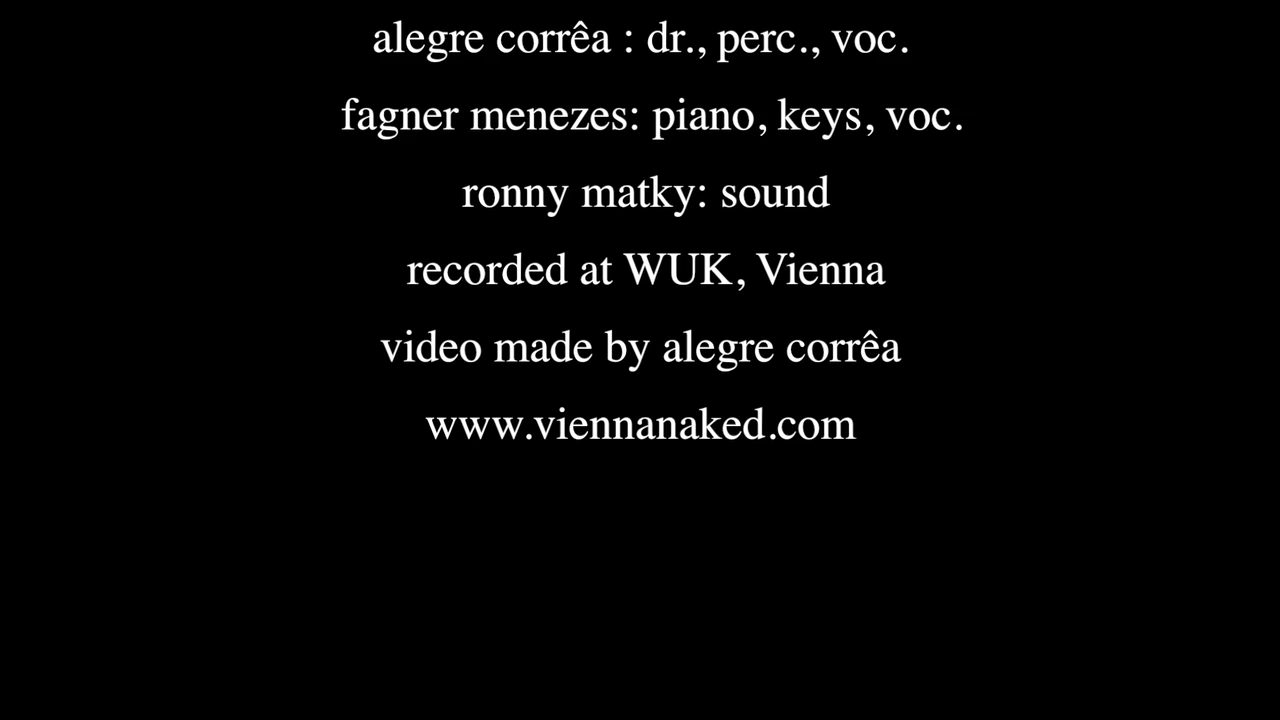 alegre corrêa : dr., perc., voc.
fagner menezes: piano, keys, voc.
ronny matky: sound
recorded at WUK, Vienna
video made by alegre corrêa
www.viennanaked.com